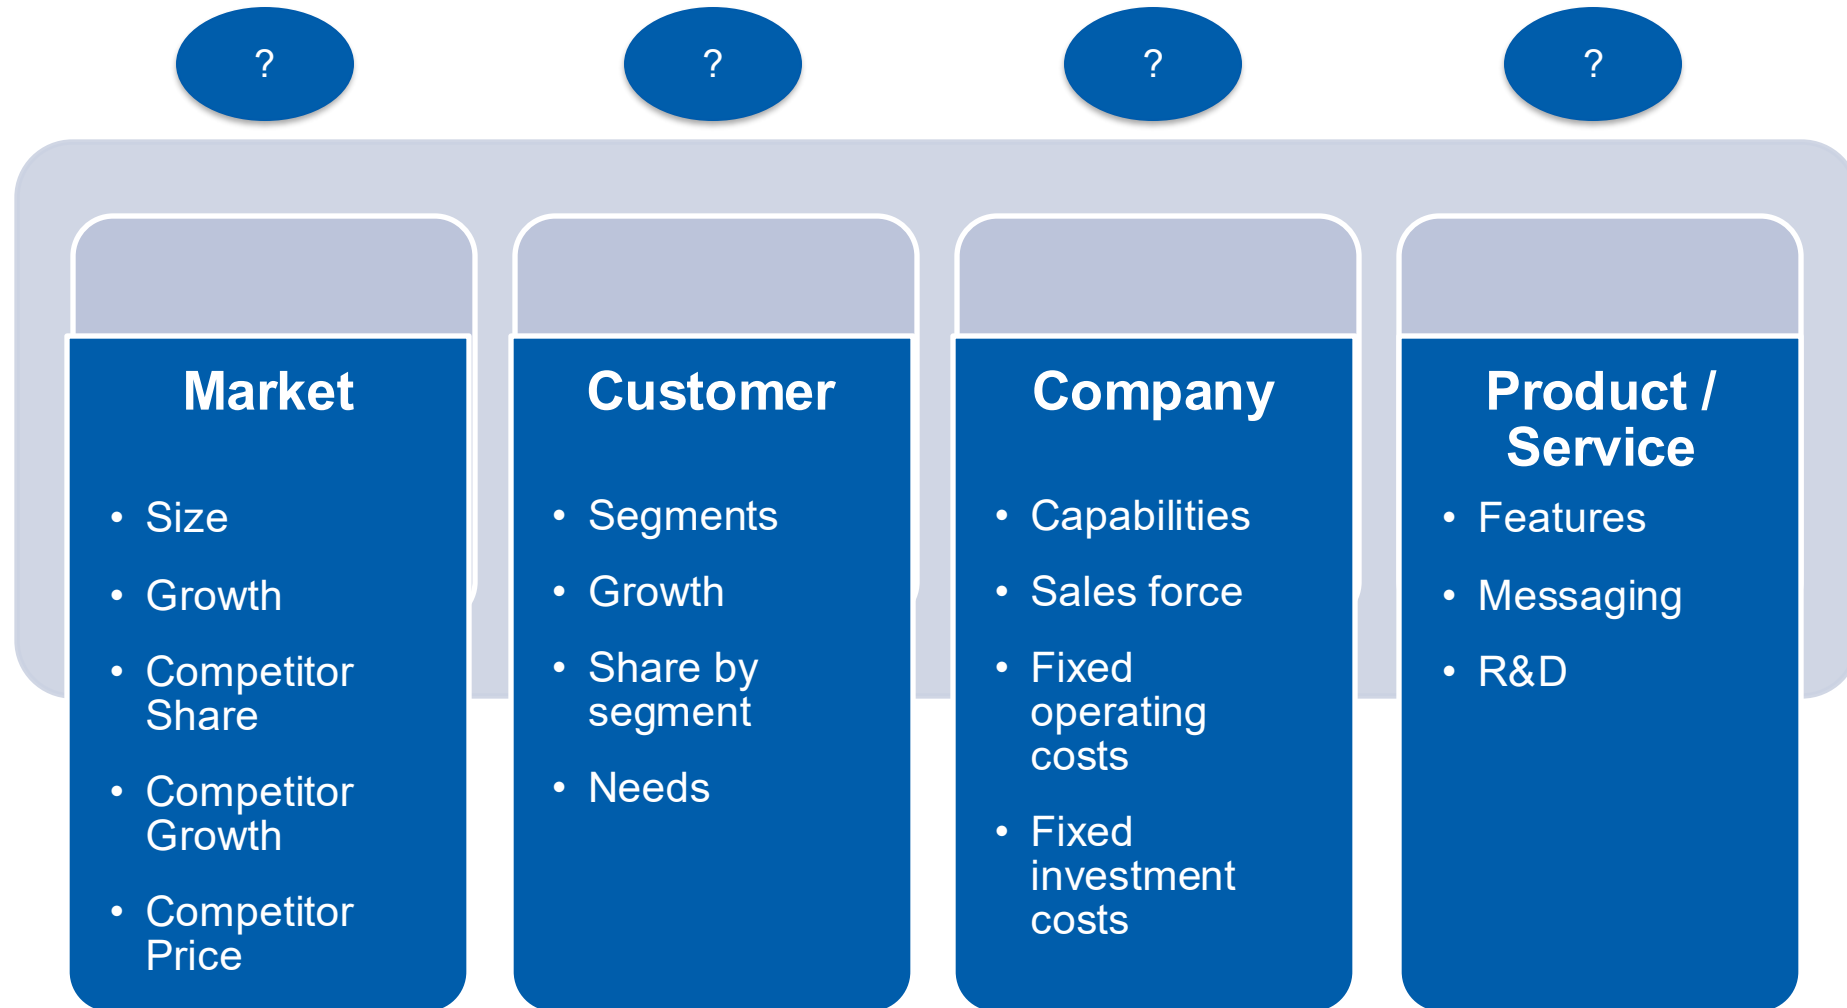 ?
?
?
?
Market
• Size
• Growth
• Competitor
Share
• Competitor
Growth
• Competitor
Price
Customer
• Segments
• Growth
• Share by
segment
• Needs
Company
• Capabilities
• Sales force
• Fixed
operating
costs
• Fixed
investment
costs
Product /
Service
• Features
• Messaging
• R&D